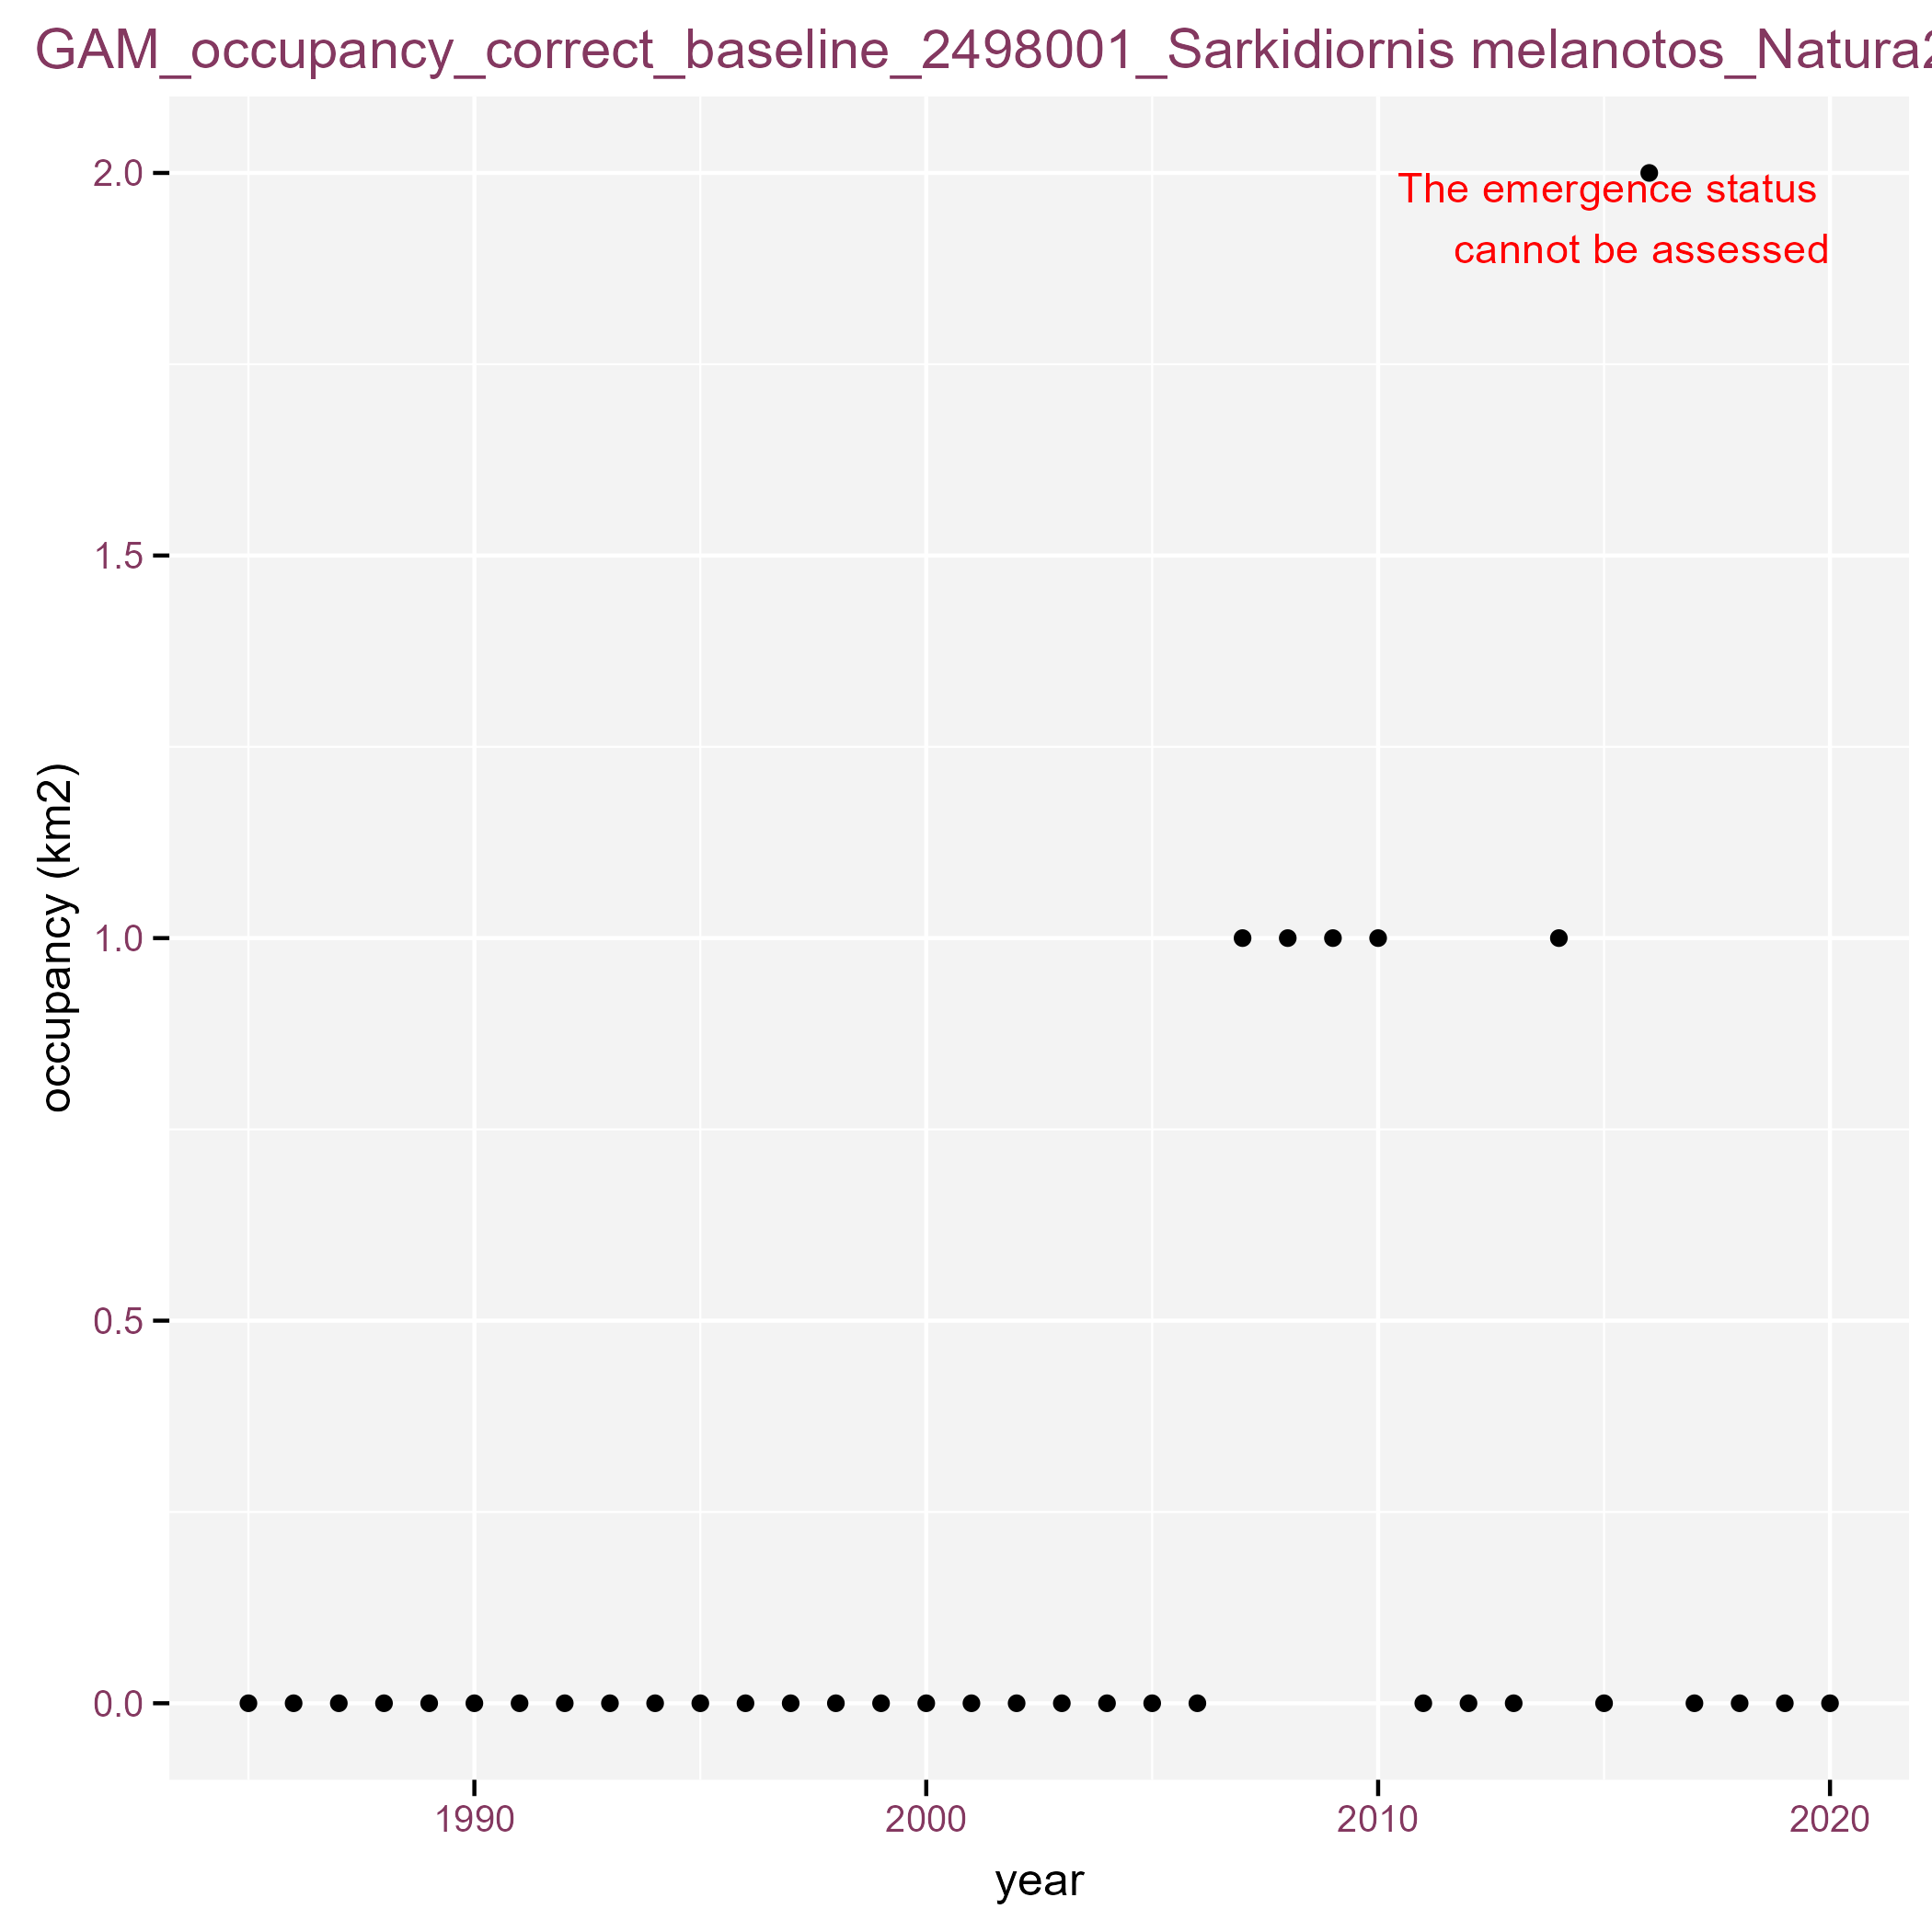 GAM_occupancy_correct_baseline_2498001_Sarkidiornis melanotos_Natura2
2.0
The emergence status
cannot be assessed
1.5
1.0
0.5
0.0
occupancy (km2)
1990 2000 2010 2020
year